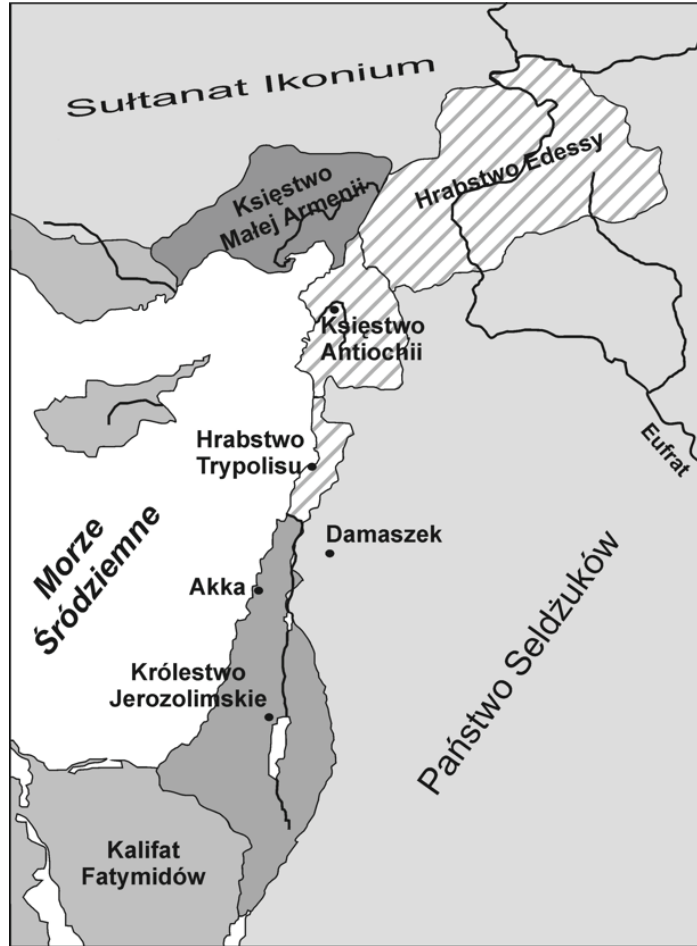 Sułtanat Ikonium
Księstwo
Małej Armenii
Hrabstwo Edessy
Księstwo
Antiochii
Hrabstwo
Trypolisu
Eufrat
Morze
Śródziemne
Damaszek
Akka
Państwo Seldżuków
Królestwo
Jerozolimskie
Kalifat
Fatymidów